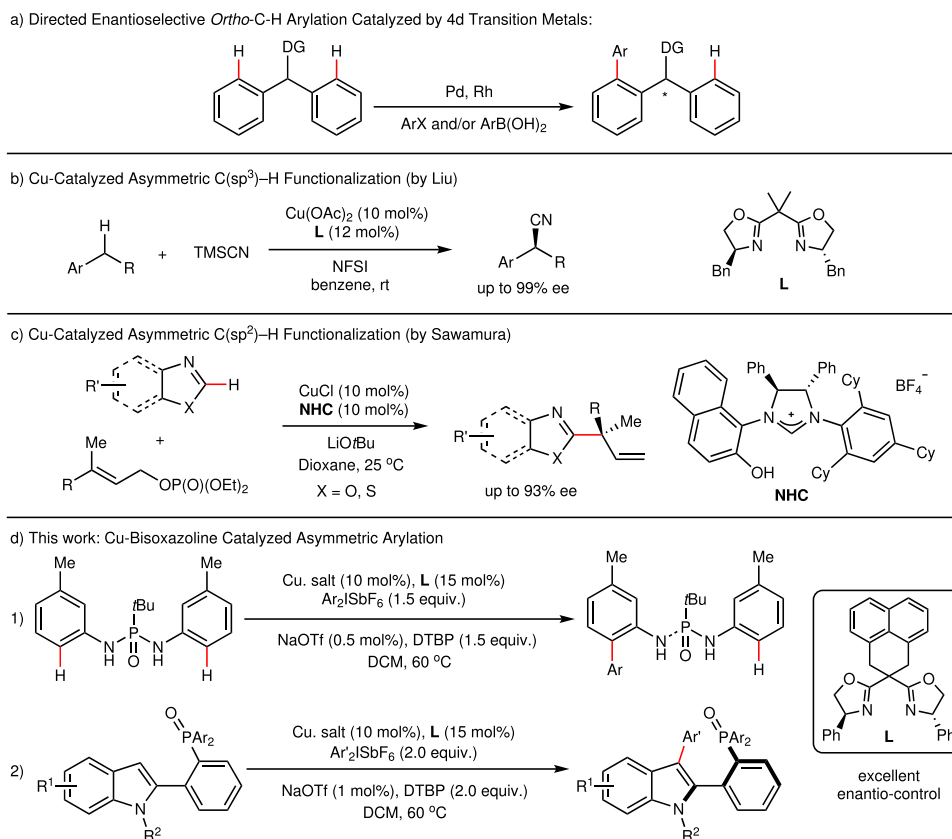 a) Directed Enantioselective Ortho-C-H Arylation Catalyzed by 4d Transition Metals:
H DG H
Pd, Rh
ArX and/or ArB(OH)2
Ar DG H
*
b) Cu-Catalyzed Asymmetric C(sp3)–H Functionalization (by Liu)
H
Ar R
+
TMSCN
Cu(OAc)2 (10 mol%)
L (12 mol%)
NFSI
benzene, rt
CN
Ar R
up to 99% ee
O O
N N
Bn Bn
L
c) Cu-Catalyzed Asymmetric C(sp2)–H Functionalization (by Sawamura)
R' N H
X
+
Me
R OP(O)(OEt)2
CuCl (10 mol%)
NHC (10 mol%)
LiOtBu
Dioxane, 25 oC
X = O, S
R' N R Me
X
up to 93% ee
Ph Ph
BF4−
Cy
N + N
OH Cy Cy
NHC
d) This work: Cu-Bisoxazoline Catalyzed Asymmetric Arylation
1)
Me Me
tBu
N P N
H O H
H H
Cu. salt (10 mol%), L (15 mol%)
Ar2ISbF6 (1.5 equiv.)
NaOTf (0.5 mol%), DTBP (1.5 equiv.)
DCM, 60 oC
Me Me
tBu
N P N
H O H
Ar H
2)
O
PAr2
R1
N
R2
Cu. salt (10 mol%), L (15 mol%)
Ar'2ISbF6 (2.0 equiv.)
NaOTf (1 mol%), DTBP (2.0 equiv.)
DCM, 60 oC
O
Ar' PAr2
R1
N
R2
O O
N N
Ph Ph
L
excellent
enantio-control